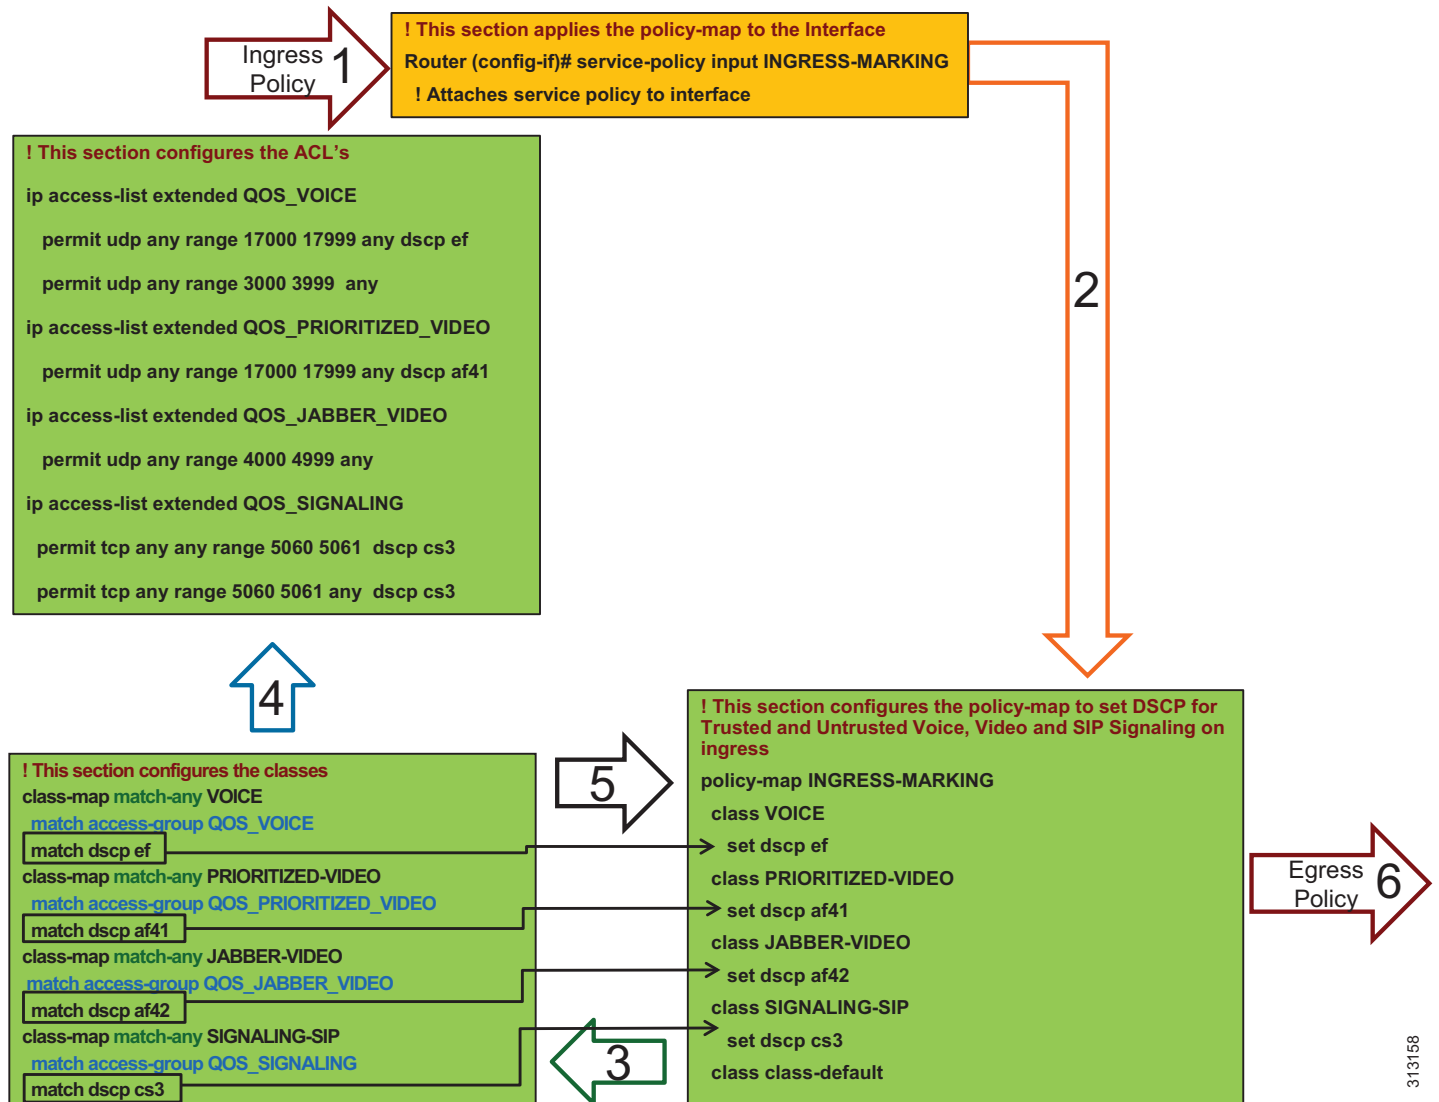 Ingress
Policy
1
! This section applies the policy-map to the Interface
Router (config-if)# service-policy input INGRESS-MARKING
! Attaches service policy to interface
2
! This section configures the ACL's
ip access-list extended QOS_VOICE
permit udp any range 17000 17999 any dscp ef
permit udp any range 3000 3999 any
ip access-list extended QOS_PRIORITIZED_VIDEO
permit udp any range 17000 17999 any dscp af41
ip access-list extended QOS_JABBER_VIDEO
permit udp any range 4000 4999 any
ip access-list extended QOS_SIGNALING
permit tcp any any range 5060 5061 dscp cs3
permit tcp any range 5060 5061 any dscp cs3
4
! This section configures the classes
class-map match-any VOICE
match access-group QOS_VOICE
match dscp ef
class-map match-any PRIORITIZED-VIDEO
match access-group QOS_PRIORITIZED_VIDEO
match dscp af41
class-map match-any JABBER-VIDEO
match access-group QOS_JABBER_VIDEO
match dscp af42
class-map match-any SIGNALING-SIP
match access-group QOS_SIGNALING
match dscp cs3
5
3
! This section configures the policy-map to set DSCP for
Trusted and Untrusted Voice, Video and SIP Signaling on
ingress
policy-map INGRESS-MARKING
class VOICE
set dscp ef
class PRIORITIZED-VIDEO
set dscp af41
class JABBER-VIDEO
set dscp af42
class SIGNALING-SIP
set dscp cs3
class class-default
Egress
Policy
6
313158